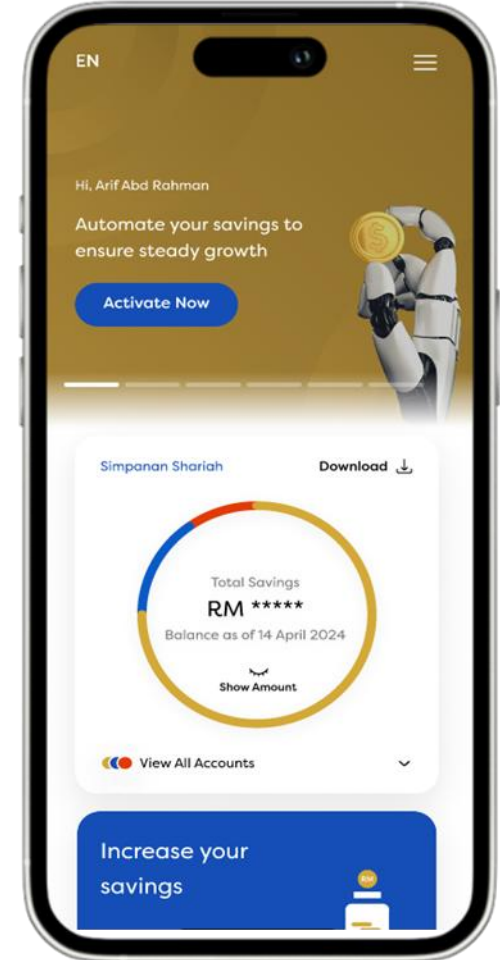 EN
Hi, Arif Abd Rahman
Automate your savings to
ensure steady growth
Activate Now
Simpanan Shariah
Download
Total Savings
RM *****
Balance as of 14 April 2024
Show Amount
View All Accounts
Increase your
savings
RM